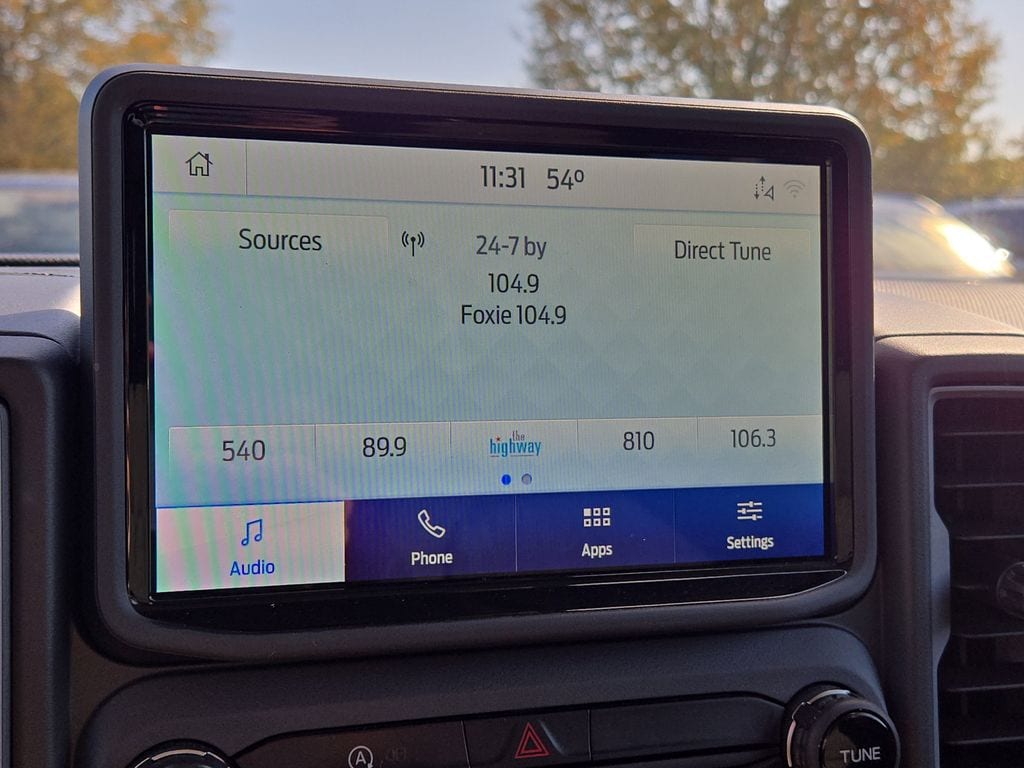 11:31 54°
Sources
24-7 by
Direct Tune
104.9
Foxie 104.9
540 89.9 the highway 810 106.3
Audio Phone Apps Settings
A
TUNE